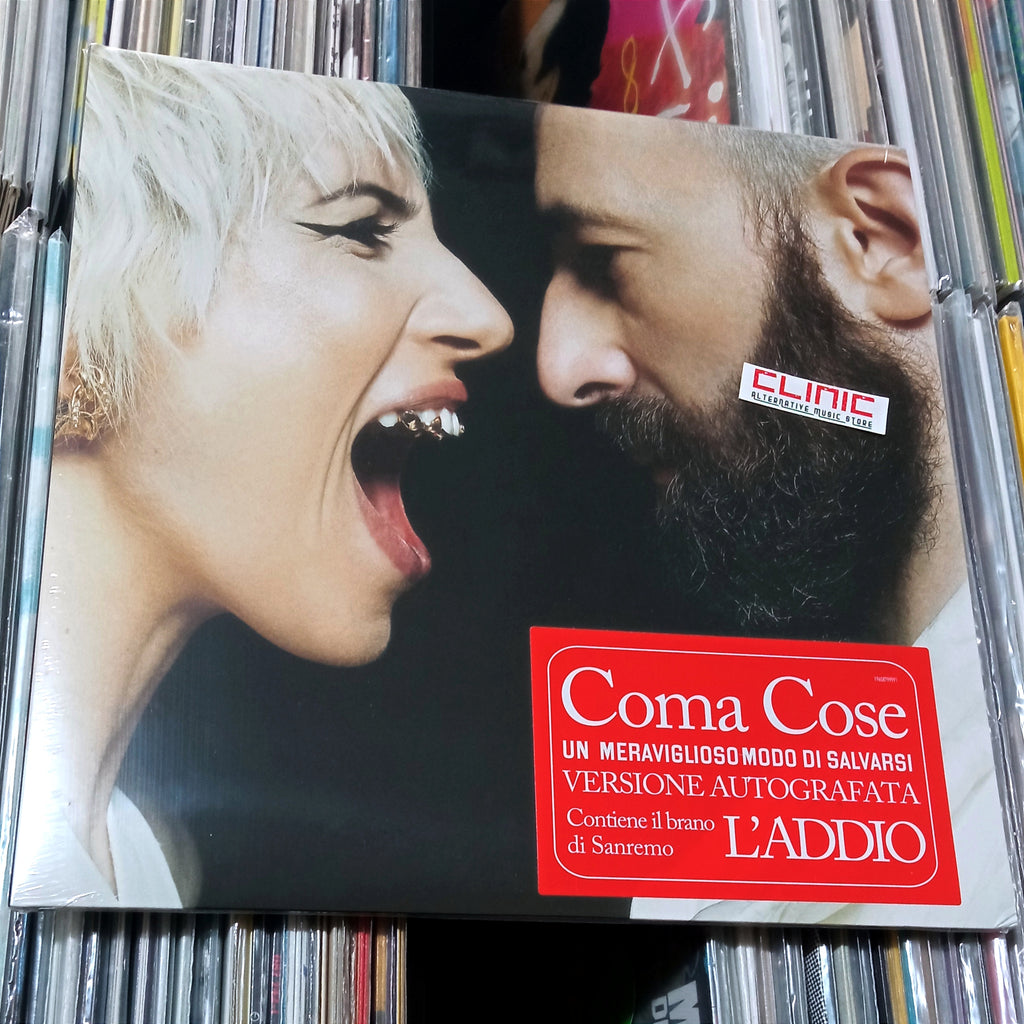 CLINIC
ALTERNATIVE MUSIC STORE
Coma Cose
UN MERAVIGLIOSO MODO DI SALVARSI
VERSIONE AUTOGRAFATA
Contiene il brano
di Sanremo
L'ADDIO